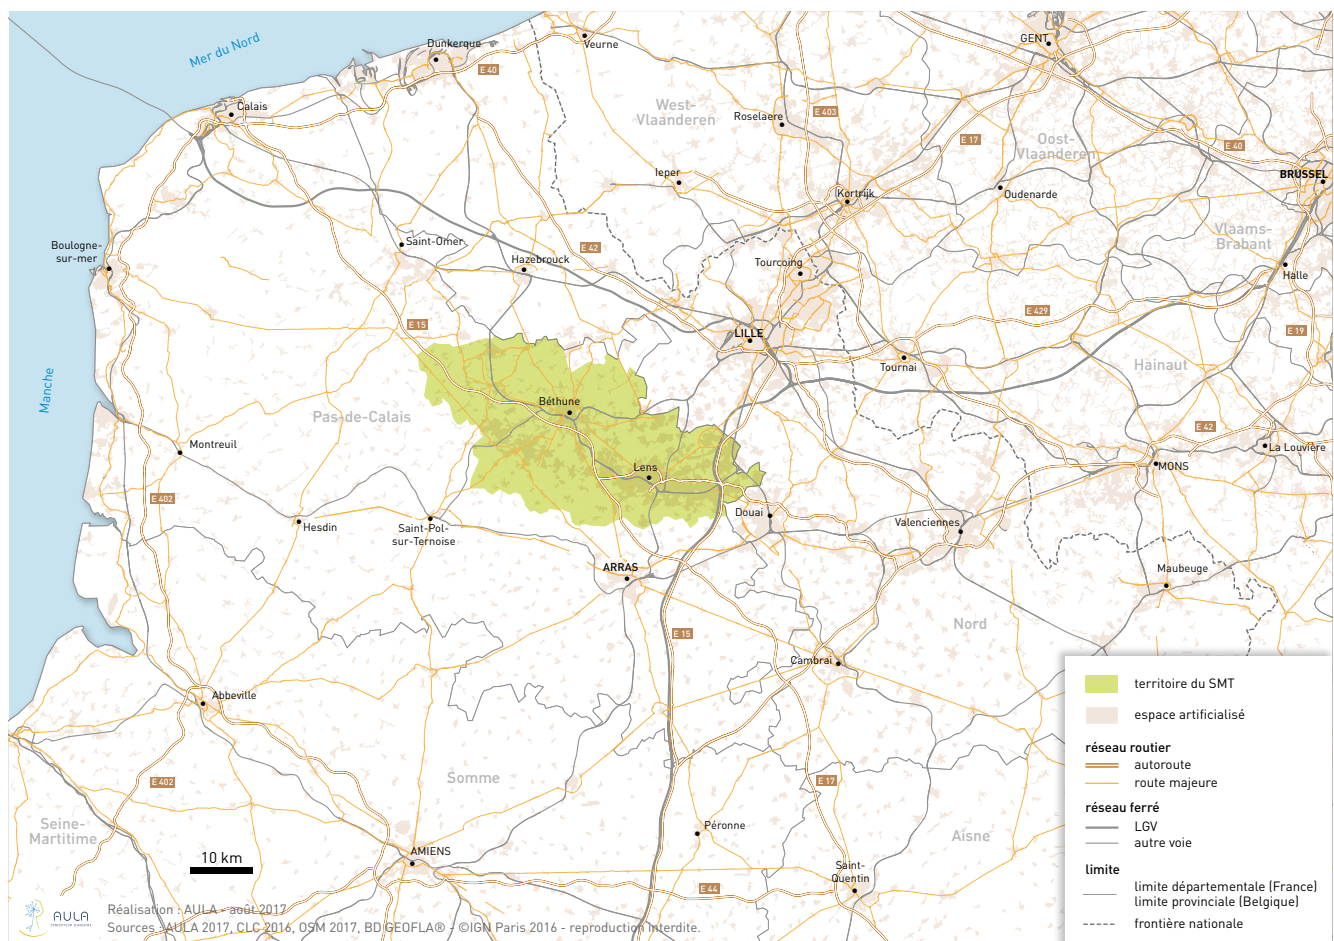 Mer du Nord
Dunkerque
Veurne
GENT
E 40
Calais
West-
Vlaanderen
Roselaere
E 403
E 17
Oost-
Vlaanderen
E 40
BRUSSEL
Ieper
Kortrijk
Oudenarde
Boulogne-
sur-mer
Saint-Omer
Hazebrouck
E 42
Tourcoing
Vlaams-
Brabant
Halle
E 15
LILLE
E 429
E 19
Tournai
Hainaut
Manche
Pas-de-Calais
Béthune
Montreuil
E 42
La Louvière
MONS
Lens
E 402
Hesdin
Saint-Pol-
sur-Ternoise
Douai
Valenciennes
ARRAS
Maubeuge
E 15
Nord
Cambrai
Abbeville
Somme
E 402
E 17
Seine-
Martitime
Péronne
Aisne
10 km
AMIENS
Saint-
Quentin
E 44
territoire du SMT
espace artificialisé
réseau routier
autoroute
route majeure
réseau ferré
LGV
autre voie
limite
limite départementale (France)
limite provinciale (Belgique)
frontière nationale
AULA
Réalisation : AULA - août 2017
Sources : AULA 2017, CLC 2016, OSM 2017, BD GEOFLA® - ©IGN Paris 2016 - reproduction interdite.